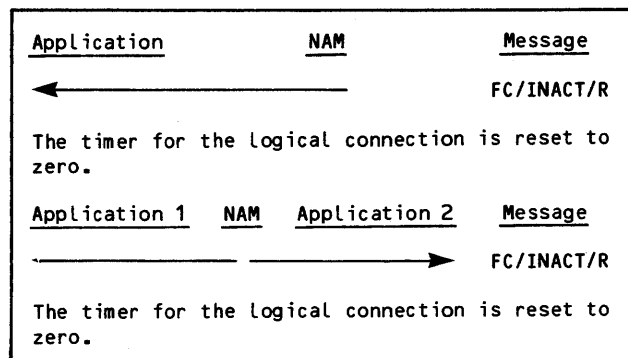 Application NAM Message
FC/INACT/R
The timer for the logical connection is reset to
zero.
Application 1 NAM Application 2 Message
FC/INACT/R
The timer for the logical connection is reset to
zero.